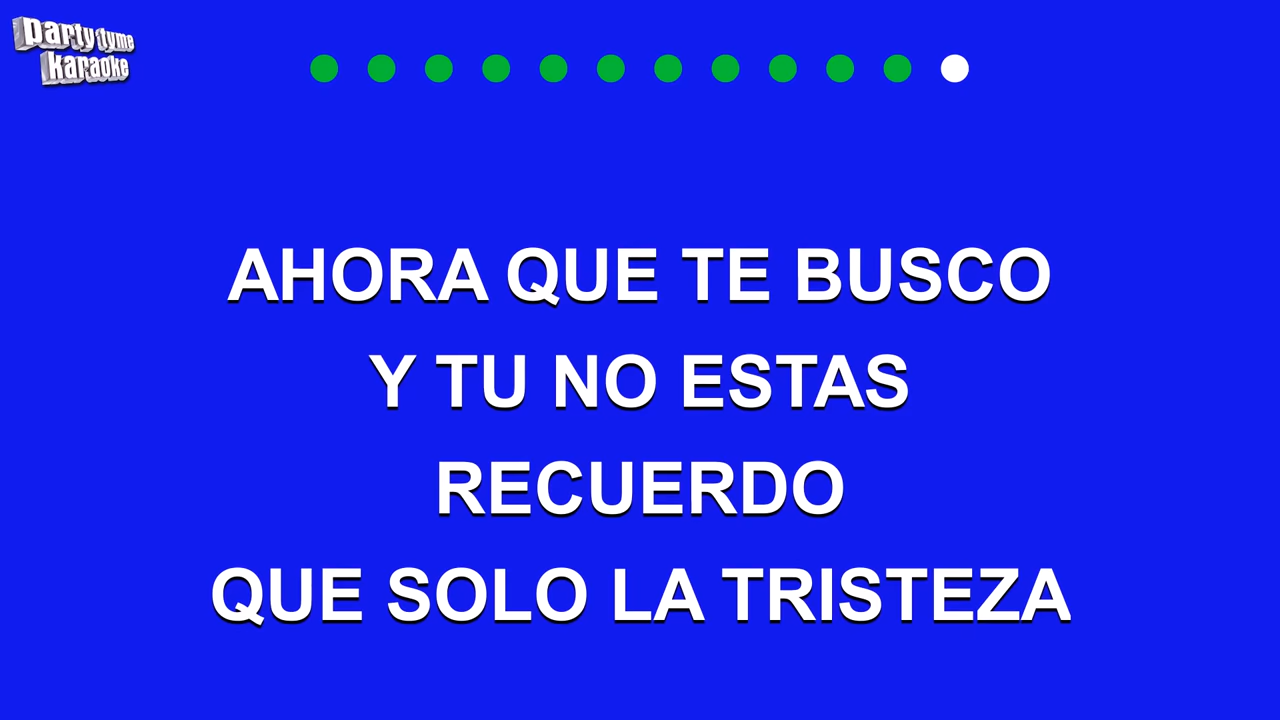 party tyme
karaoke
AHORA QUE TE BUSCO
Y TU NO ESTAS
RECUERDO
QUE SOLO LA TRISTEZA